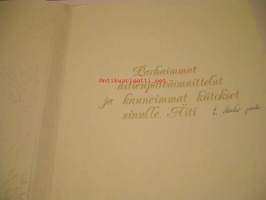 Parhaimmat
äitienpäiväonnittelut
ja kauneimmat kiitokset
sinulle Äiti